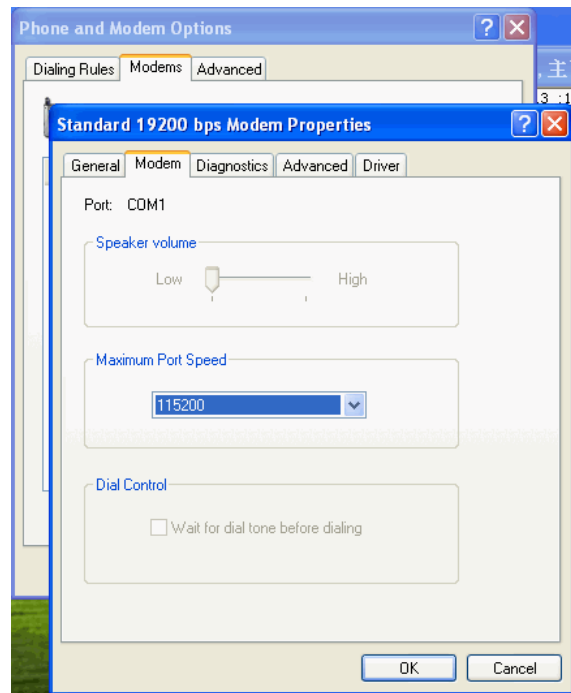 Phone and Modem Options
Dialing Rules Modems Advanced
主
3 :1
Standard 19200 bps Modem Properties
General Modem Diagnostics Advanced Driver
Port: COM1
Speaker volume
Low High
Maximum Port Speed
115200
Dial Control
Wait for dial tone before dialing
OK Cancel